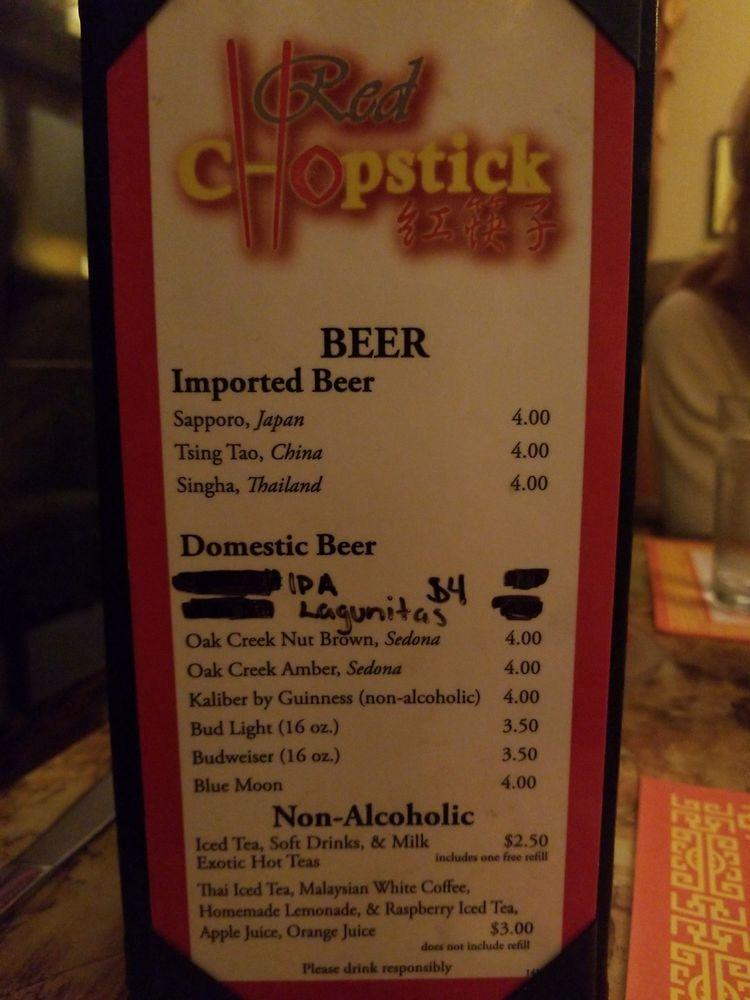 Red
Chopstick
红筷子
BEER
Imported Beer
Sapporo, Japan 4.00
Tsing Tao, China 4.00
Singha, Thailand 4.00
Domestic Beer
IPA $4
Lagunitas
Oak Creek Nut Brown, Sedona 4.00
Oak Creek Amber, Sedona 4.00
Kaliber by Guinness (non-alcoholic) 4.00
Bud Light (16 oz.) 3.50
Budweiser (16 oz.) 3.50
Blue Moon 4.00
Non-Alcoholic
Iced Tea, Soft Drinks, & Milk $2.50
Exotic Hot Teas includes one free refill
Thai Iced Tea, Malaysian White Coffee,
Homemade Lemonade, & Raspberry Iced Tea,
Apple Juice, Orange Juice $3.00
does not include refill
Please drink responsibly